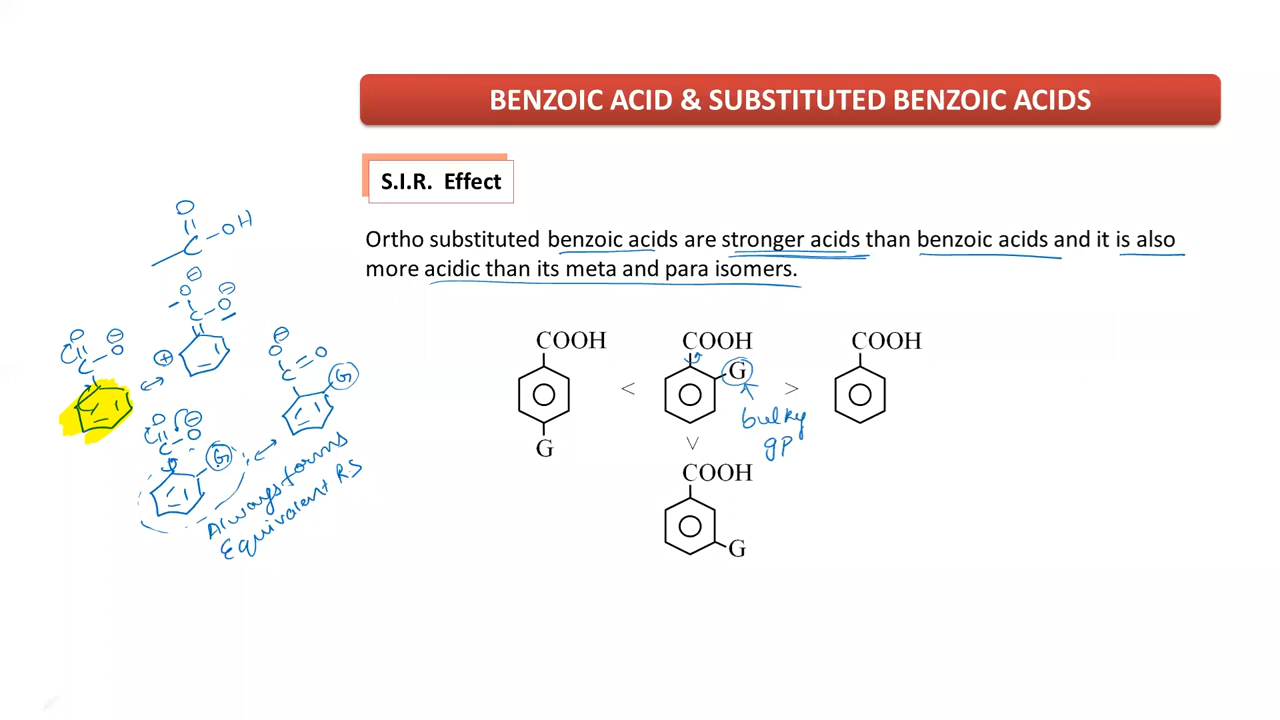 BENZOIC ACID & SUBSTITUTED BENZOIC ACIDS
S.I.R. Effect
Ortho substituted benzoic acids are stronger acids than benzoic acids and it is also
more acidic than its meta and para isomers.
COOH
G
<
COOH
G
bulky
gp
>
COOH
>
COOH
G
O
C
OH
⊖
O
⊖
C
O
⊕
↔
O
⊖
C
O
⊖
O
C
O
G
O
⊖
C
O
G
↔
Always forms
Equivalent R.S